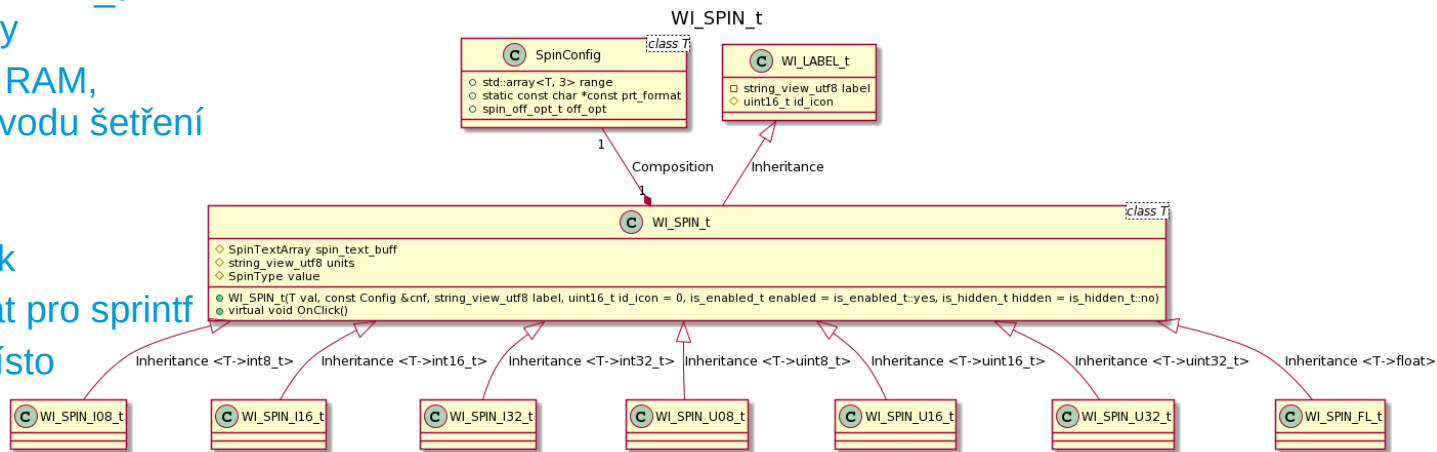 y
RAM,
vodu šetření
k
at pro sprintf
ísto
WI_SPIN_t
SpinConfig
class T
std::array<T, 3> range
static const char *const prt_format
spin_off_opt_t off_opt
WI_LABEL_t
string_view_utf8 label
uint16_t id_icon
1
Composition
Inheritance
1
WI_SPIN_t
class T
SpinTextArray spin_text_buff
string_view_utf8 units
SpinType value
WI_SPIN_t(T val, const Config &cnf, string_view_utf8 label, uint16_t id_icon = 0, is_enabled_t enabled = is_enabled_t::yes, is_hidden_t hidden = is_hidden_t::no)
virtual void OnClick()
Inheritance <T->int8_t>
Inheritance <T->int16_t>
Inheritance <T->int32_t>
Inheritance <T->uint8_t>
Inheritance <T->uint16_t>
Inheritance <T->uint32_t>
Inheritance <T->float>
C WI_SPIN_I08_t
C WI_SPIN_I16_t
C WI_SPIN_I32_t
C WI_SPIN_U08_t
C WI_SPIN_U16_t
C WI_SPIN_U32_t
C WI_SPIN_FL_t